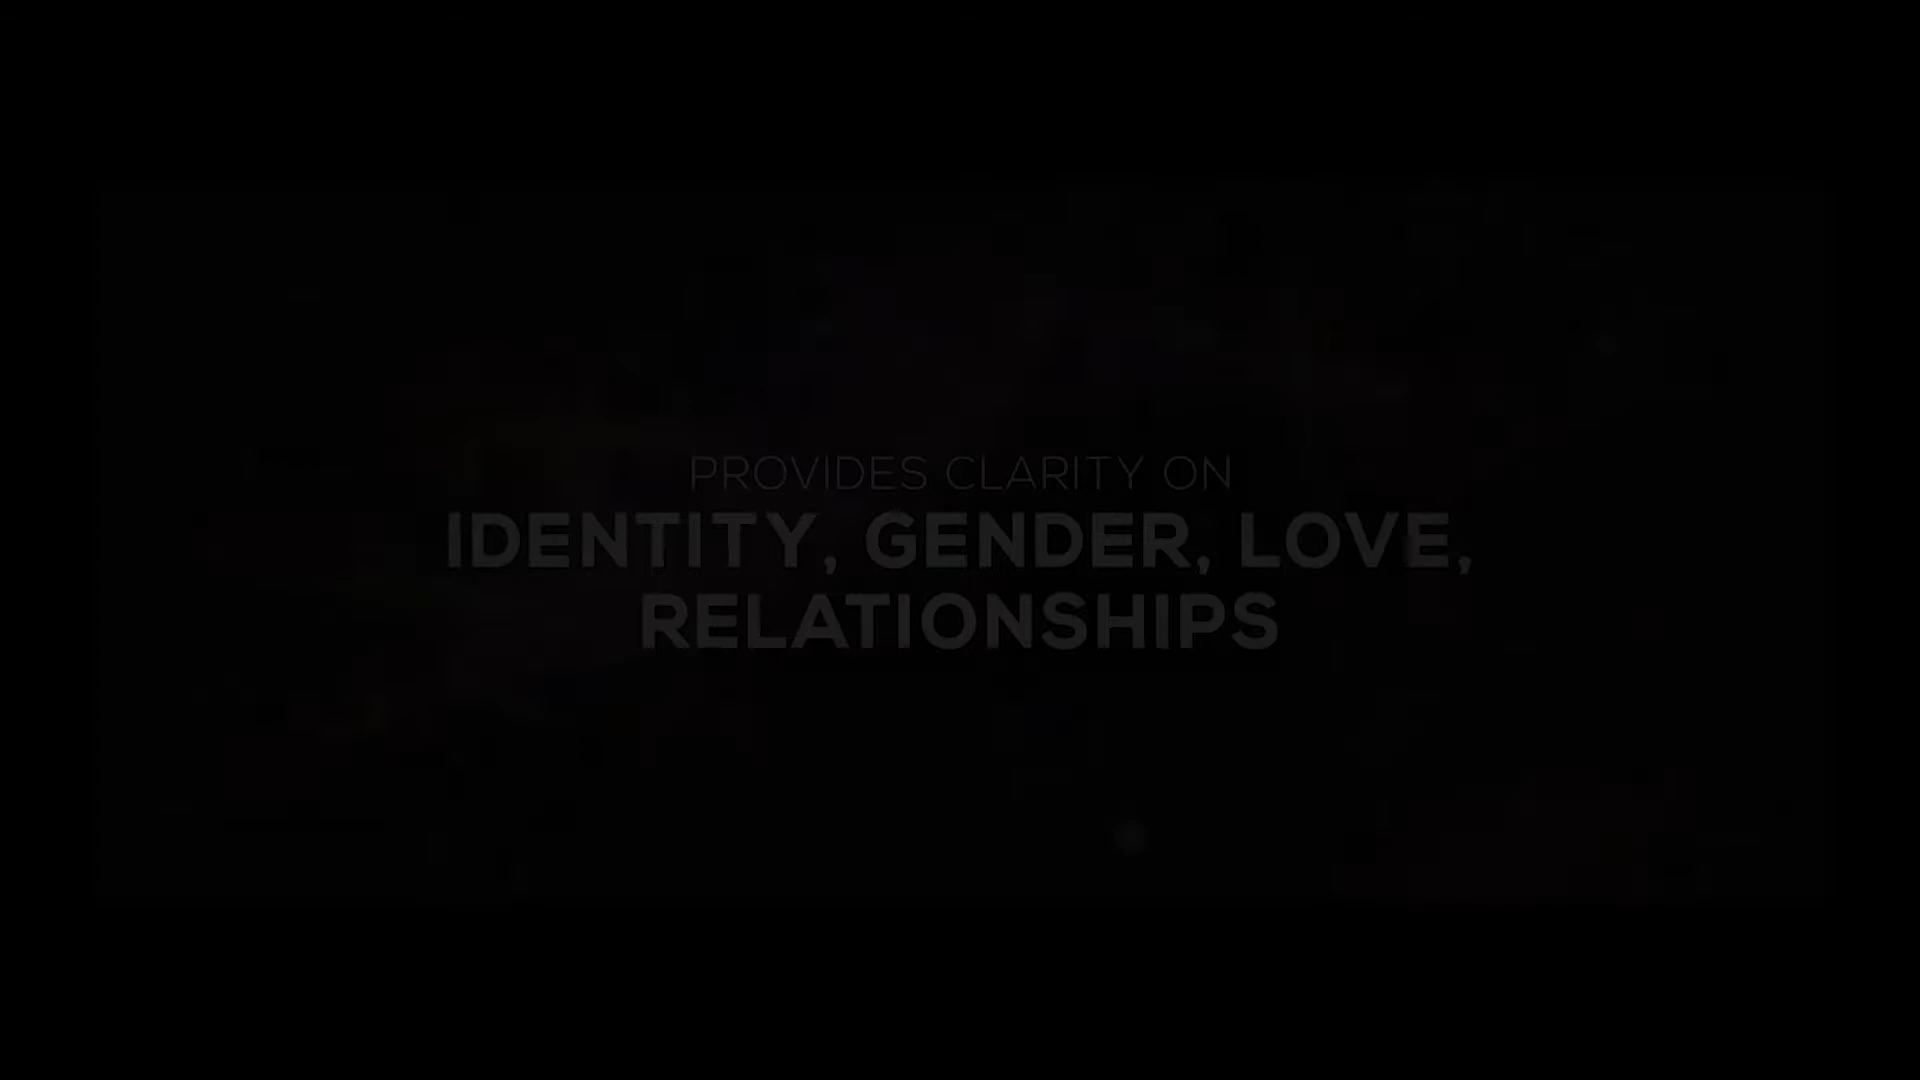 PROVIDES CLARITY ON
IDENTITY, GENDER, LOVE,
RELATIONSHIPS